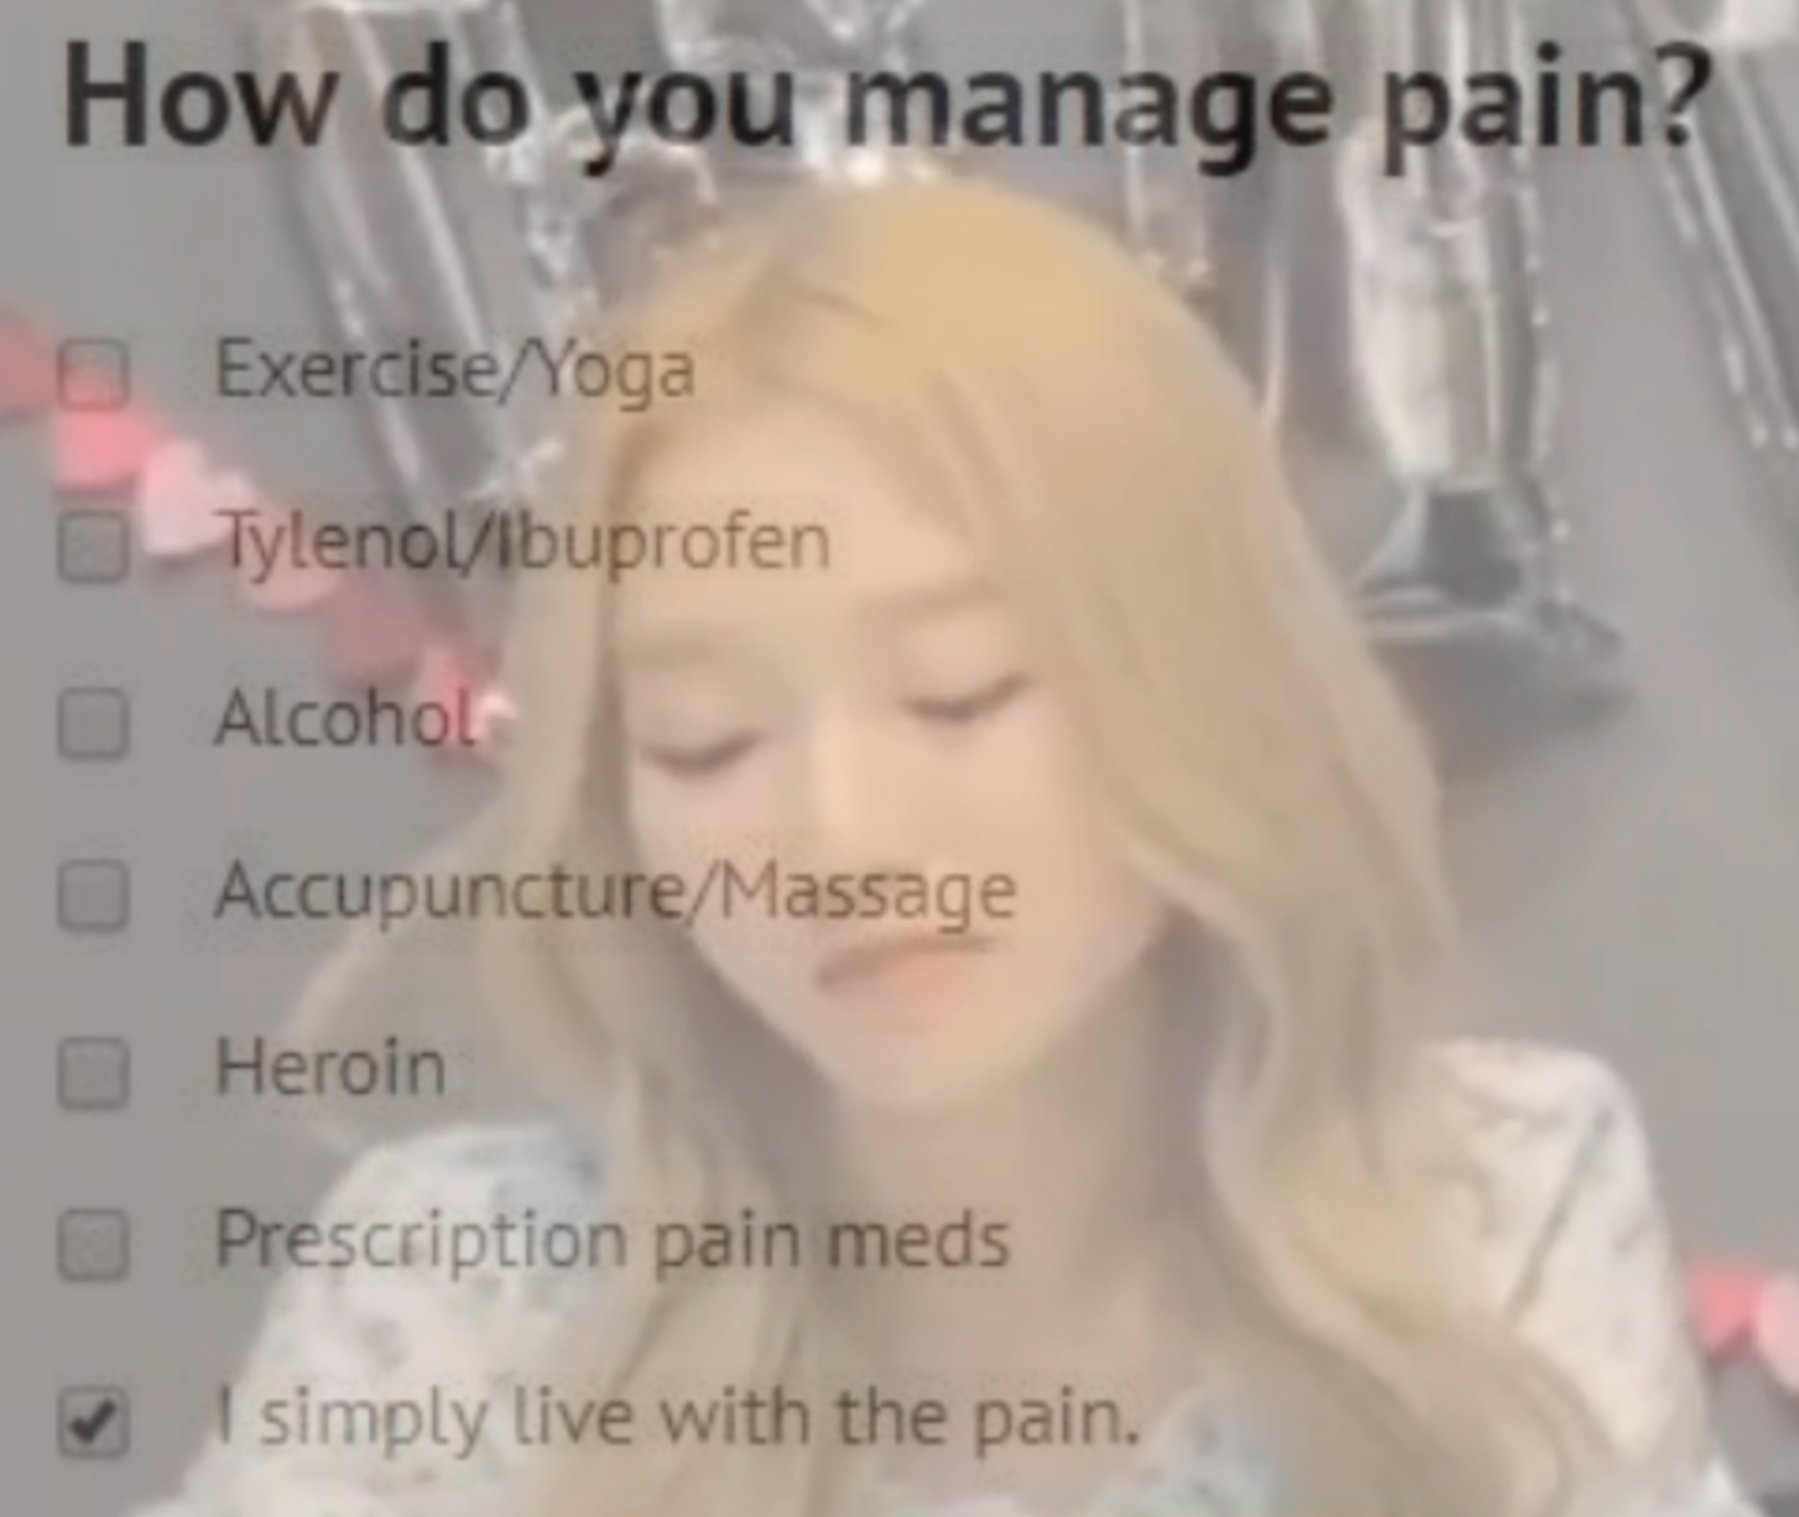 How do you manage pain?
Exercise/Yoga
Tylenol/Ibuprofen
Alcohol
Accupuncture/Massage
Heroin
Prescription pain meds
I simply live with the pain.